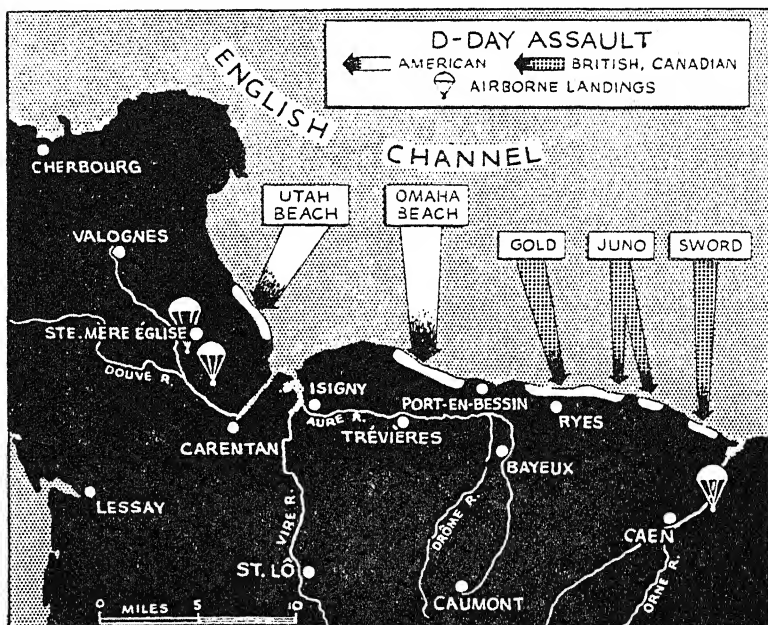 D-DAY ASSAULT
AMERICAN BRITISH, CANADIAN
AIRBORNE LANDINGS
ENGLISH
CHANNEL
CHERBOURG
UTAH
BEACH
OMAHA
BEACH
VALOGNES
GOLD
JUNO
SWORD
STE. MERE ÉGLISE
DOUVE R.
ISIGNY
PORT-EN-BESSIN
RYES
AURE R.
TRÉVIÈRES
CARENTAN
BAYEUX
LESSAY
VIRE R.
DRÔME R.
CAEN
ST. LÔ
CAUMONT
ORNE R.
0 MILES 5 10